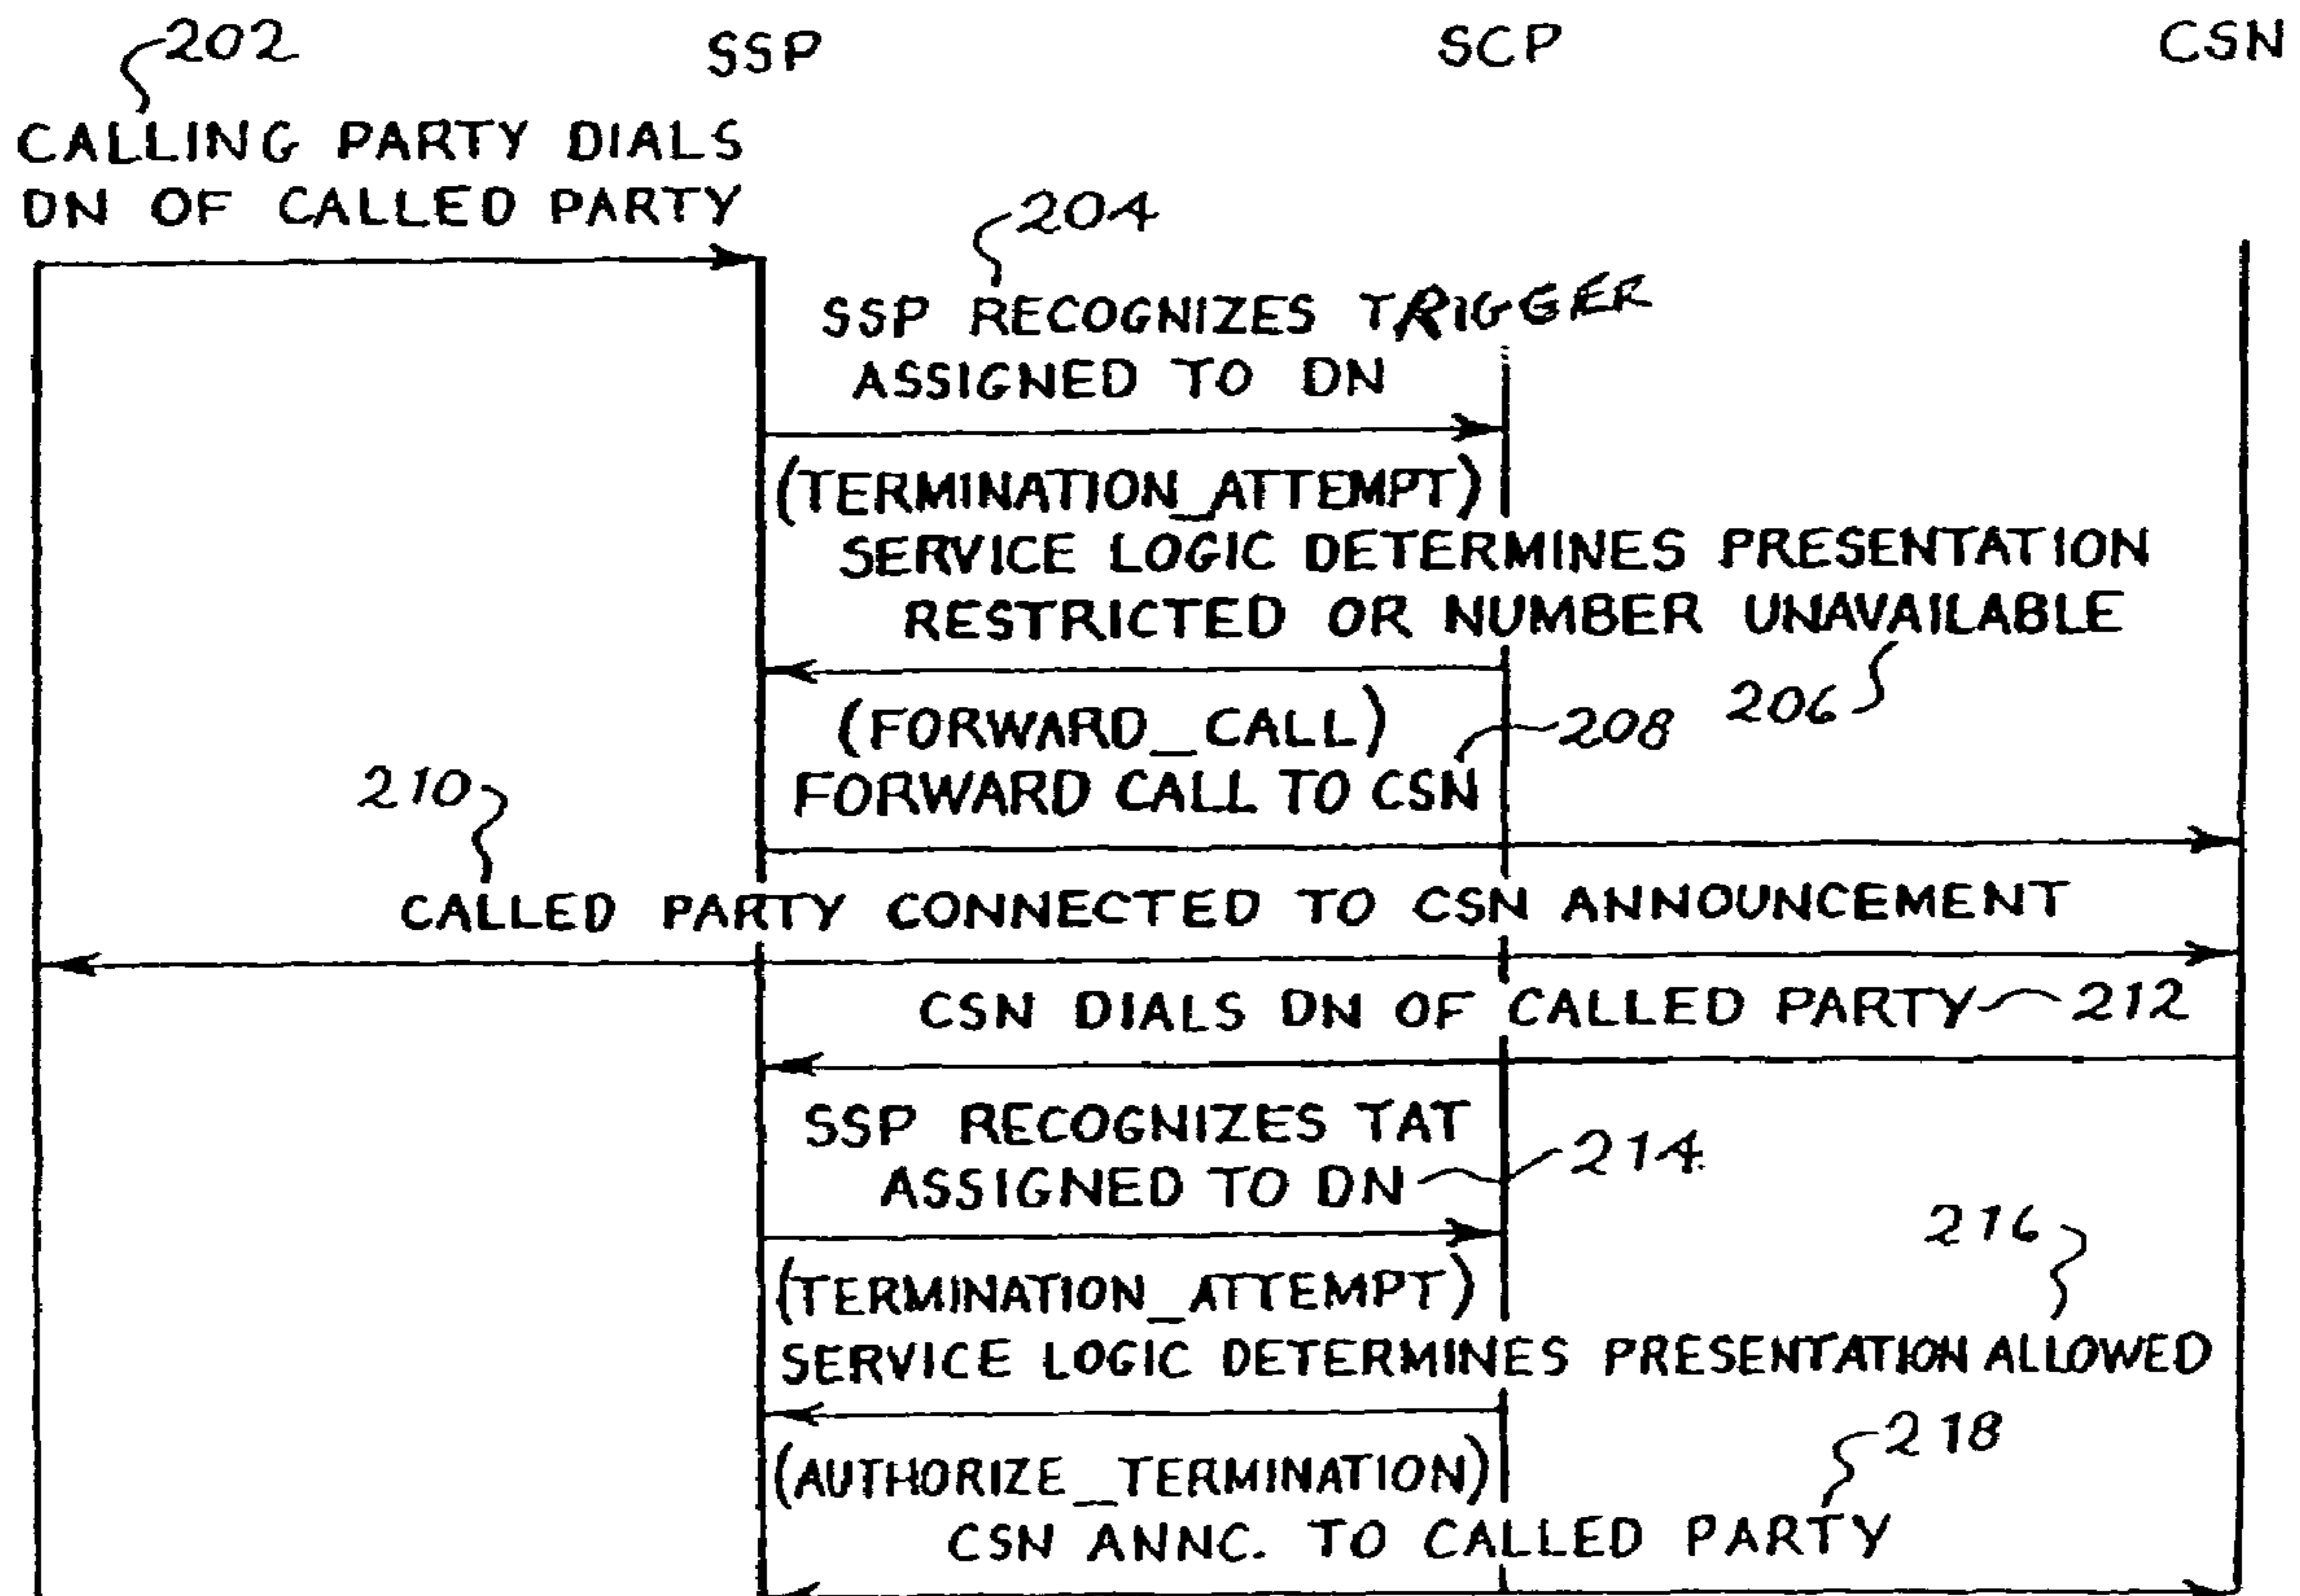 202
SSP
SCP
CSN
CALLING PARTY DIALS
DN OF CALLED PARTY
204
SSP RECOGNIZES TRIGGER
ASSIGNED TO DN
(TERMINATION_ATTEMPT)
SERVICE LOGIC DETERMINES PRESENTATION
RESTRICTED OR NUMBER UNAVAILABLE
206
(FORWARD_CALL)
208
FORWARD CALL TO CSN
210
CALLED PARTY CONNECTED TO CSN ANNOUNCEMENT
CSN DIALS DN OF CALLED PARTY 212
SSP RECOGNIZES TAT
ASSIGNED TO DN 214
216
(TERMINATION_ATTEMPT)
SERVICE LOGIC DETERMINES PRESENTATION ALLOWED
218
(AUTHORIZE_TERMINATION)
CSN ANNC. TO CALLED PARTY